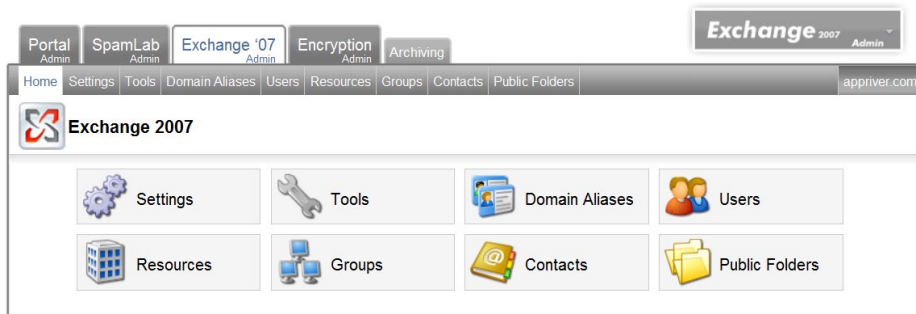 Exchange 2007
Admin
Portal
Admin
SpamLab
Admin
Exchange ‘07
Admin
Encryption
Admin
Archiving
Home Settings Tools Domain Aliases Users Resources Groups Contacts Public Folders appriver.com
Exchange 2007
Settings Tools Domain Aliases Users
Resources Groups Contacts Public Folders